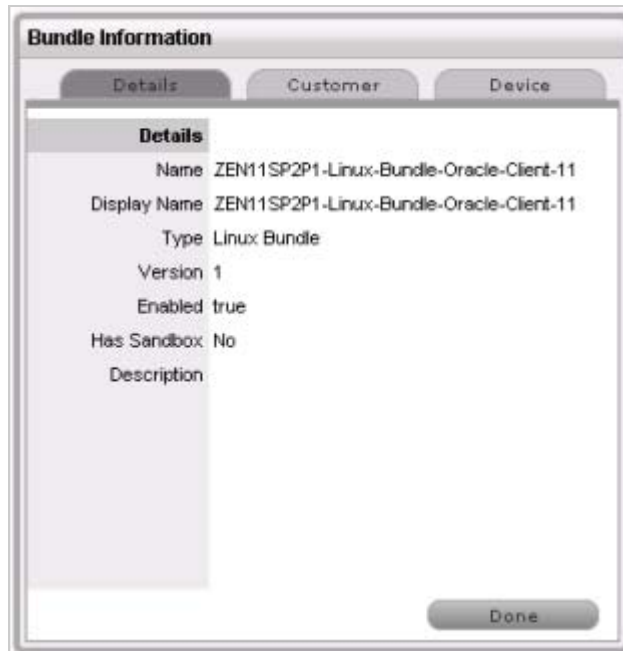 Bundle Information
Details Customer Device
Details
Name ZEN11SP2P1-Linux-Bundle-Oracle-Client-11
Display Name ZEN11SP2P1-Linux-Bundle-Oracle-Client-11
Type Linux Bundle
Version 1
Enabled true
Has Sandbox No
Description
Done